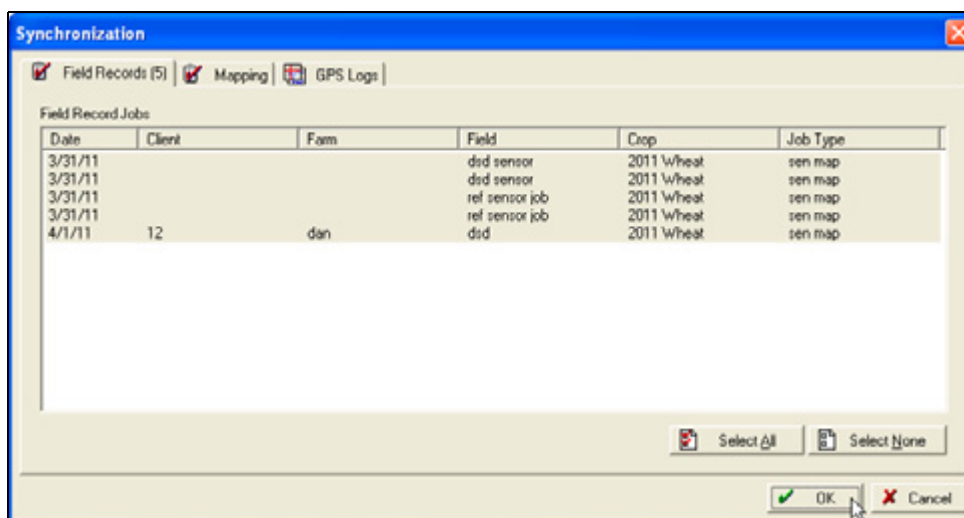 Synchronization
Field Records (5) Mapping GPS Logs
Field Record Jobs
Date Client Farm Field Crop Job Type
3/31/11 dsd sensor 2011 Wheat sen map
3/31/11 dsd sensor 2011 Wheat sen map
3/31/11 ref sensor job 2011 Wheat sen map
3/31/11 ref sensor job 2011 Wheat sen map
4/1/11 12 dan dsd 2011 Wheat sen map
Select All Select None
OK Cancel